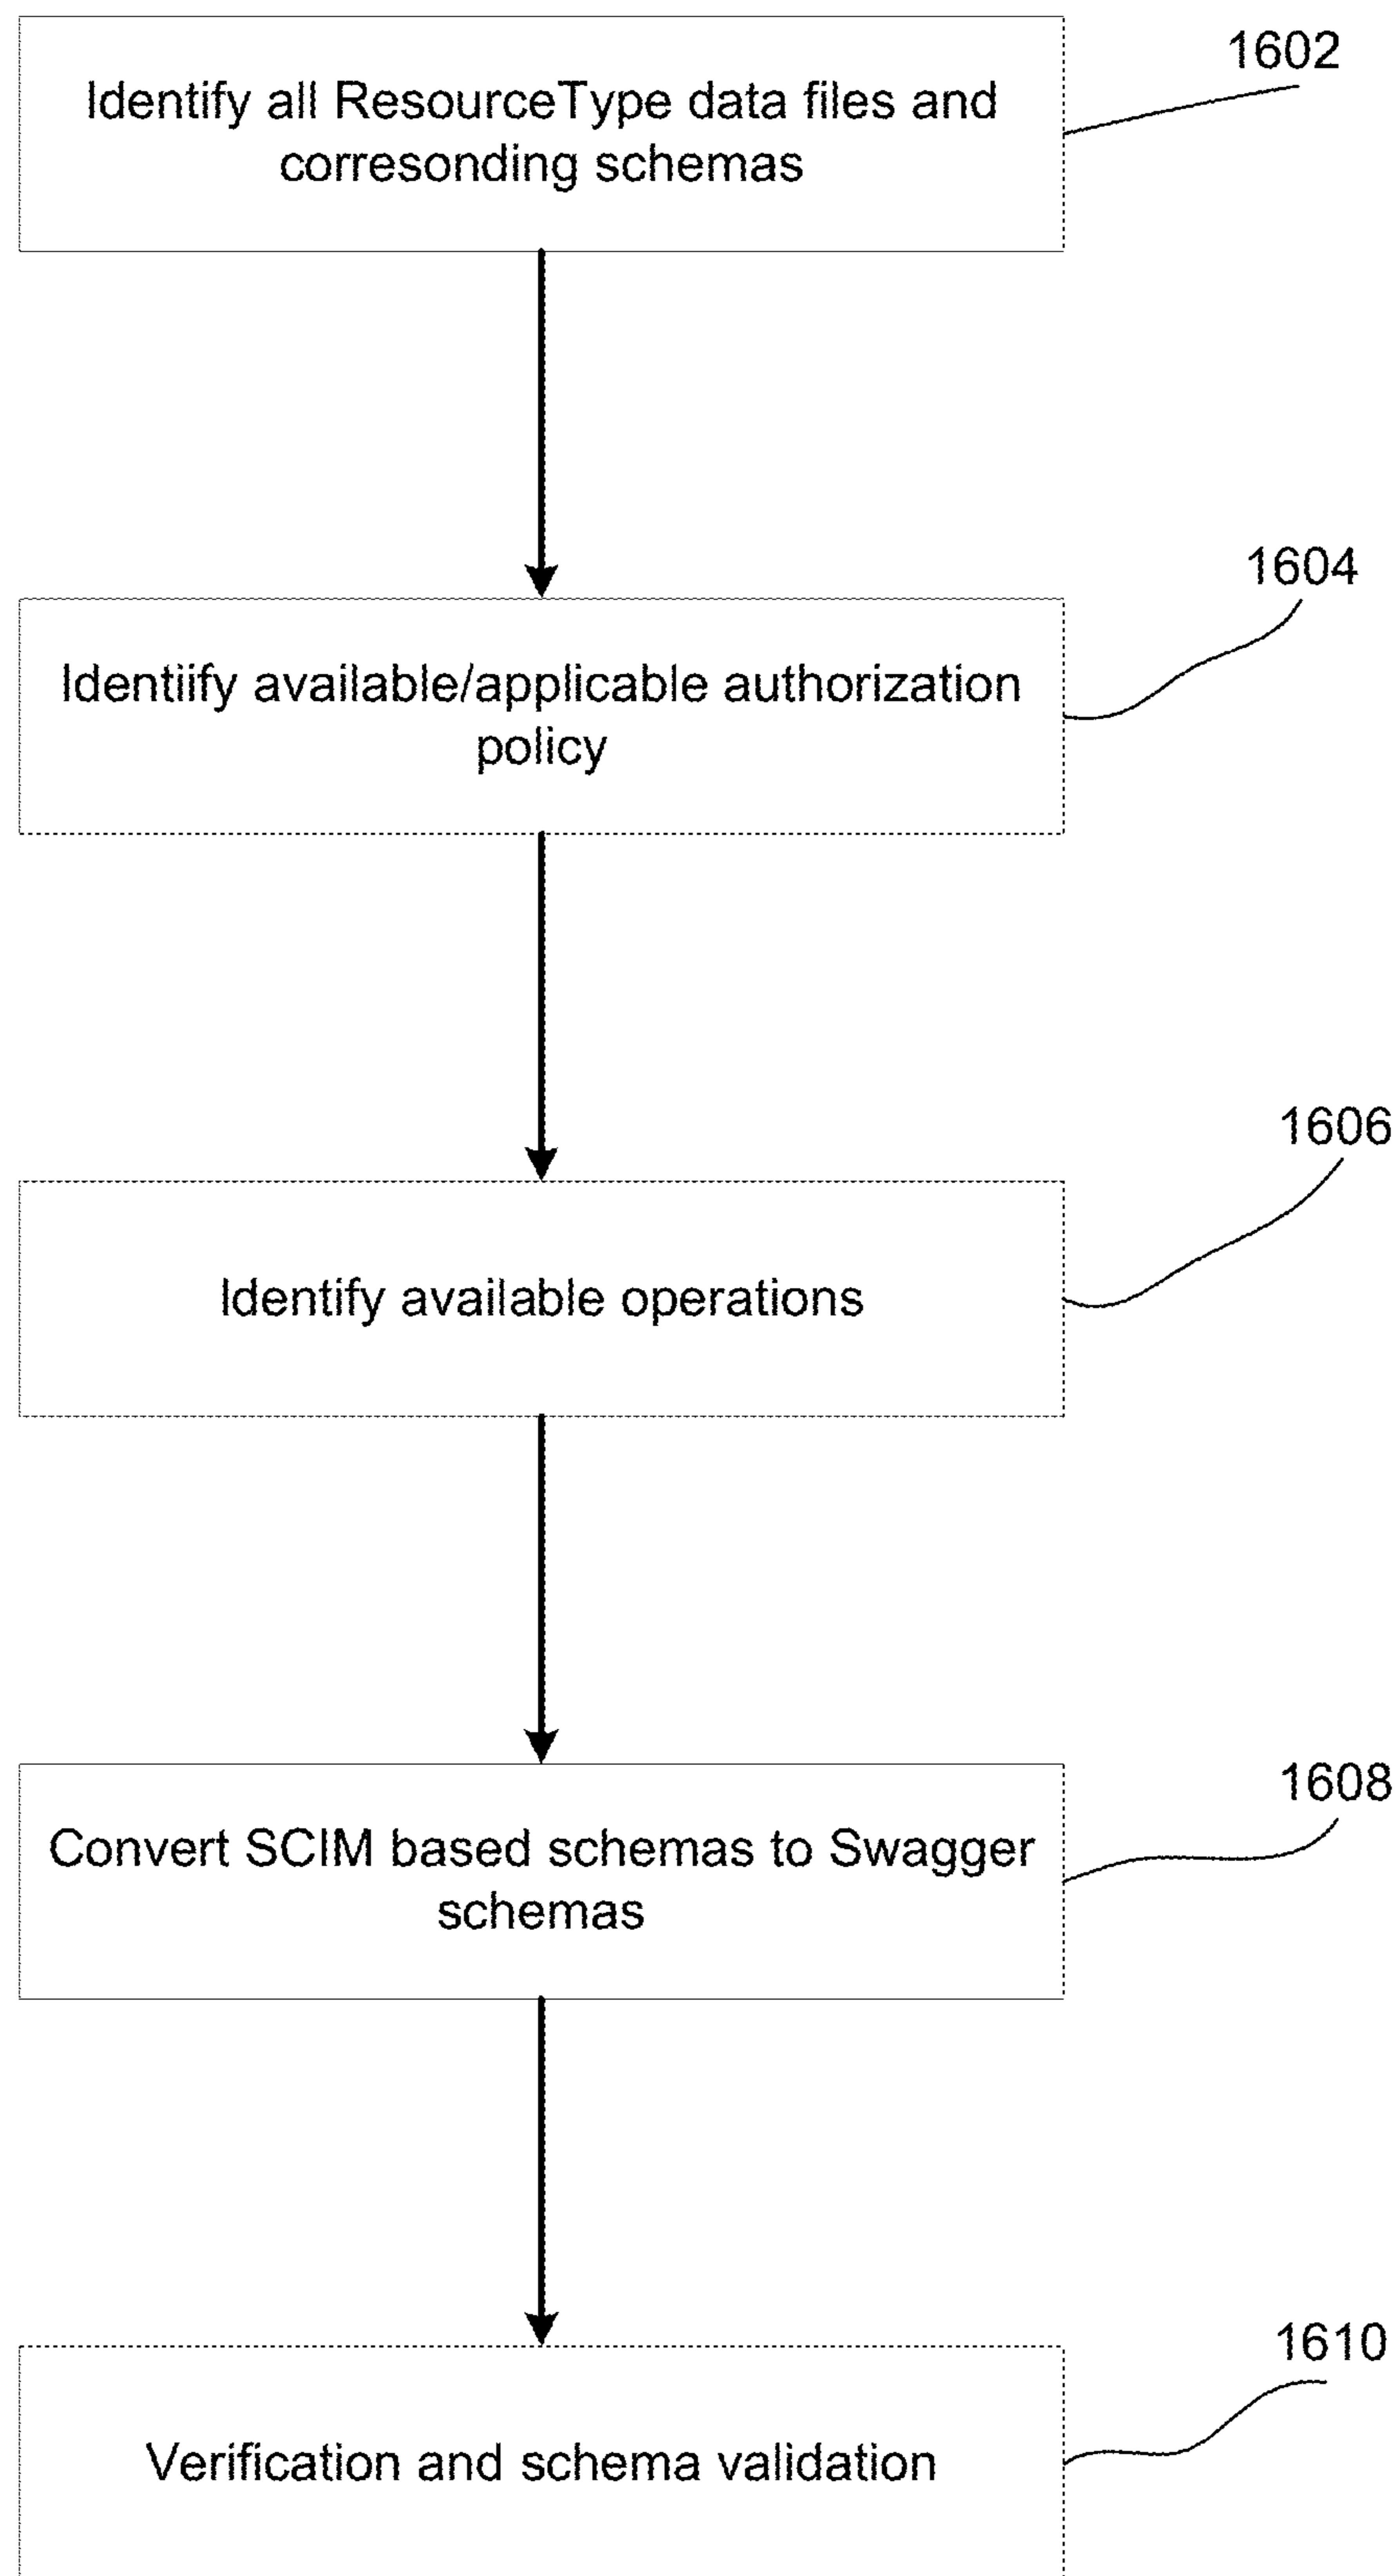 1602
Identify all ResourceType data files and
corresonding schemas
1604
Identiify available/applicable authorization
policy
1606
Identify available operations
1608
Convert SCIM based schemas to Swagger
schemas
1610
Verification and schema validation